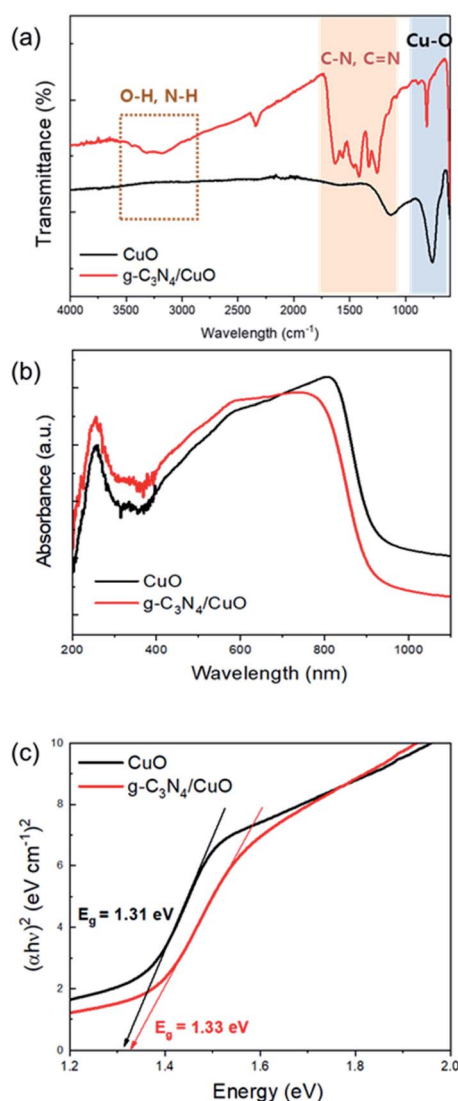 (a)
C-N, C=N
Cu-O
O-H, N-H
Transmittance (%)
CuO
g-C₃N₄/CuO
4000 3500 3000 2500 2000 1500 1000
Wavelength (cm⁻¹)
(b)
Absorbance (a.u.)
CuO
g-C₃N₄/CuO
200 400 600 800 1000
Wavelength (nm)
(c)
10
CuO
g-C₃N₄/CuO
8
(αhν)² (eV cm⁻¹)²
6
E_g = 1.31 eV
4
2
E_g = 1.33 eV
0
1.2 1.4 1.6 1.8 2.0
Energy (eV)